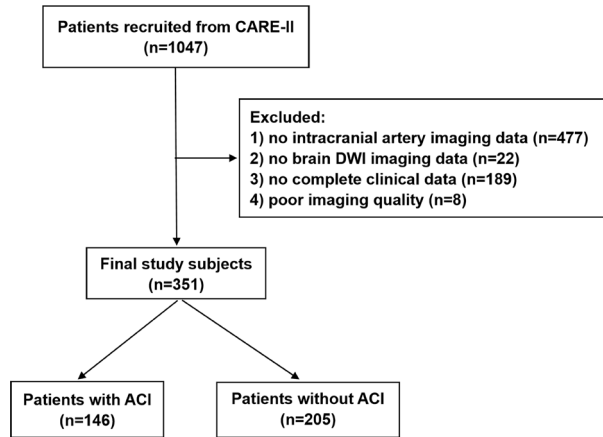 Patients recruited from CARE-II
(n=1047)
Excluded:
1) no intracranial artery imaging data (n=477)
2) no brain DWI imaging data (n=22)
3) no complete clinical data (n=189)
4) poor imaging quality (n=8)
Final study subjects
(n=351)
Patients with ACI
(n=146)
Patients without ACI
(n=205)